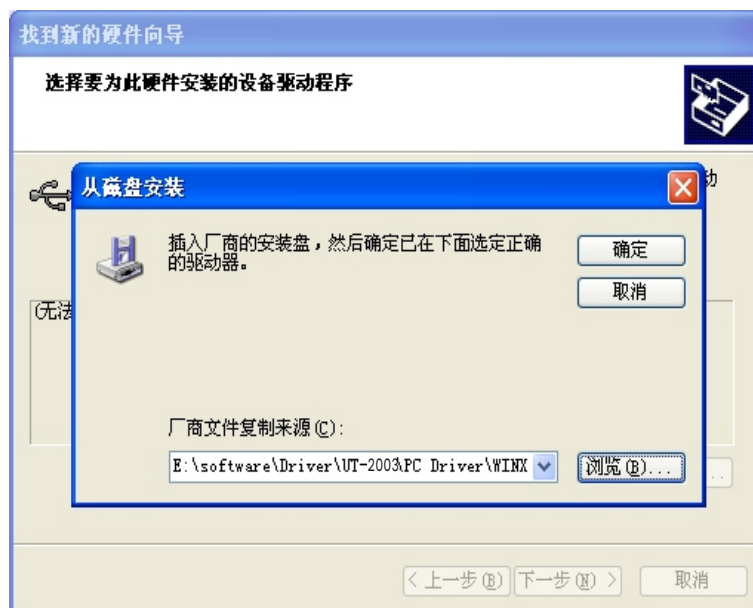 找到新的硬件向导
选择要为此硬件安装的设备驱动程序
动
从磁盘安装
插入厂商的安装盘，然后确定已在下面选定正确
的驱动器。
确定
取消
(无法
厂商文件复制来源(C):
E:\software\Driver\UT-2003\PC Driver\WINX
浏览(B)...
..
< 上一步(B)
下一步(N) >
取消